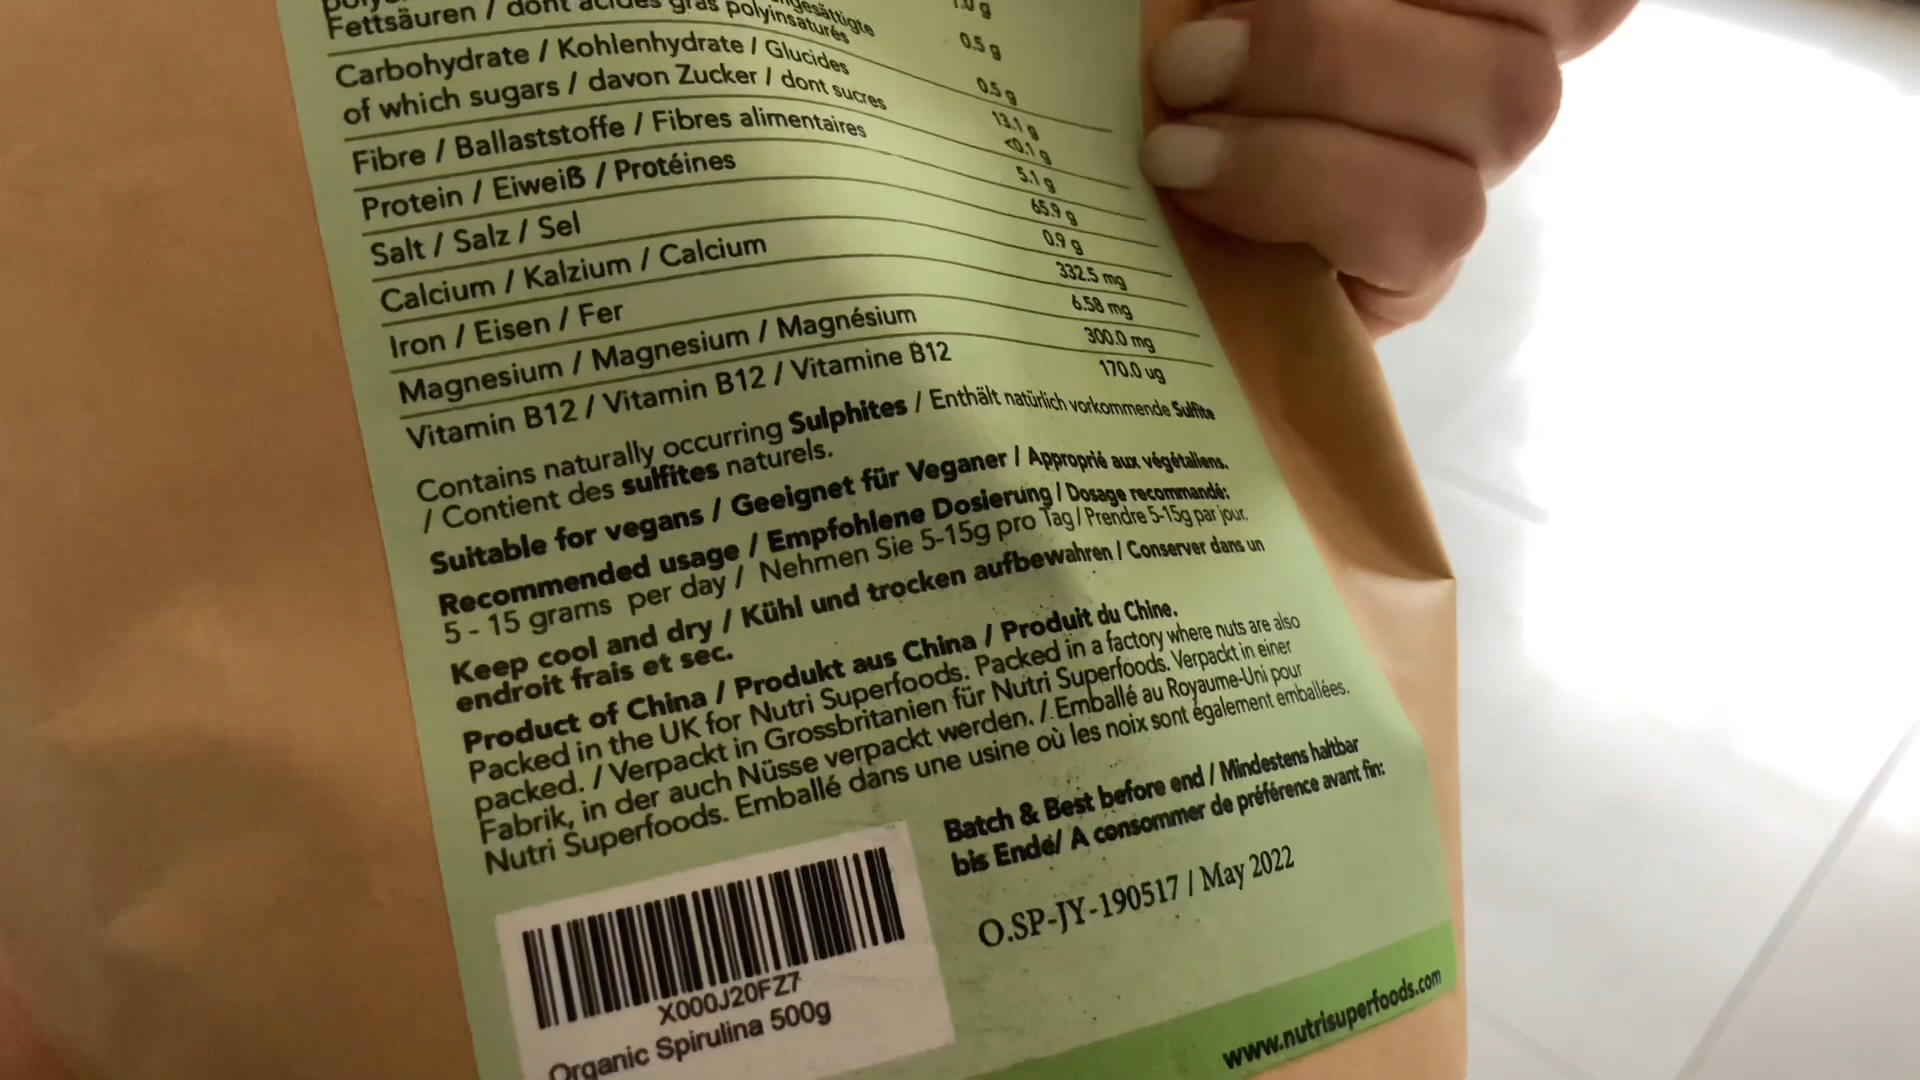 Fettsäuren / dont acides gras polyinsaturés
1.0 g
0.5 g
Carbohydrate / Kohlenhydrate / Glucides
0.5 g
of which sugars / davon Zucker / dont sucres
13.1 g
<0.1 g
Fibre / Ballaststoffe / Fibres alimentaires
5.1 g
Protein / Eiweiß / Protéines
65.9 g
Salt / Salz / Sel
0.9 g
Calcium / Kalzium / Calcium
332.5 mg
Iron / Eisen / Fer
6.58 mg
Magnesium / Magnesium / Magnésium
300.0 mg
Vitamin B12 / Vitamin B12 / Vitamine B12
170.0 ug
Contains naturally occurring Sulphites / Enthält natürlich vorkommende Sulfite
/ Contient des sulfites naturels.
Suitable for vegans / Geeignet für Veganer / Approprié aux végétaliens.
Recommended usage / Empfohlene Dosierung / Dosage recommandé:
5 - 15 grams per day / Nehmen Sie 5-15g pro Tag / Prendre 5-15g par jour.
Keep cool and dry / Kühl und trocken aufbewahren / Conserver dans un
endroit frais et sec.
Product of China / Produkt aus China / Produit du Chine.
Packed in the UK for Nutri Superfoods. Packed in a factory where nuts are also
packed. / Verpackt in Grossbritanien für Nutri Superfoods. Verpackt in einer
Fabrik, in der auch Nüsse verpackt werden. / Emballé au Royaume-Uni pour
Nutri Superfoods. Emballé dans une usine où les noix sont également emballées.
Batch & Best before end / Mindestens haltbar
bis Ende/ A consommer de préférence avant fin:
O.SP-JY-190517 / May 2022
X000J20FZ7
Organic Spirulina 500g
www.nutrisuperfoods.com